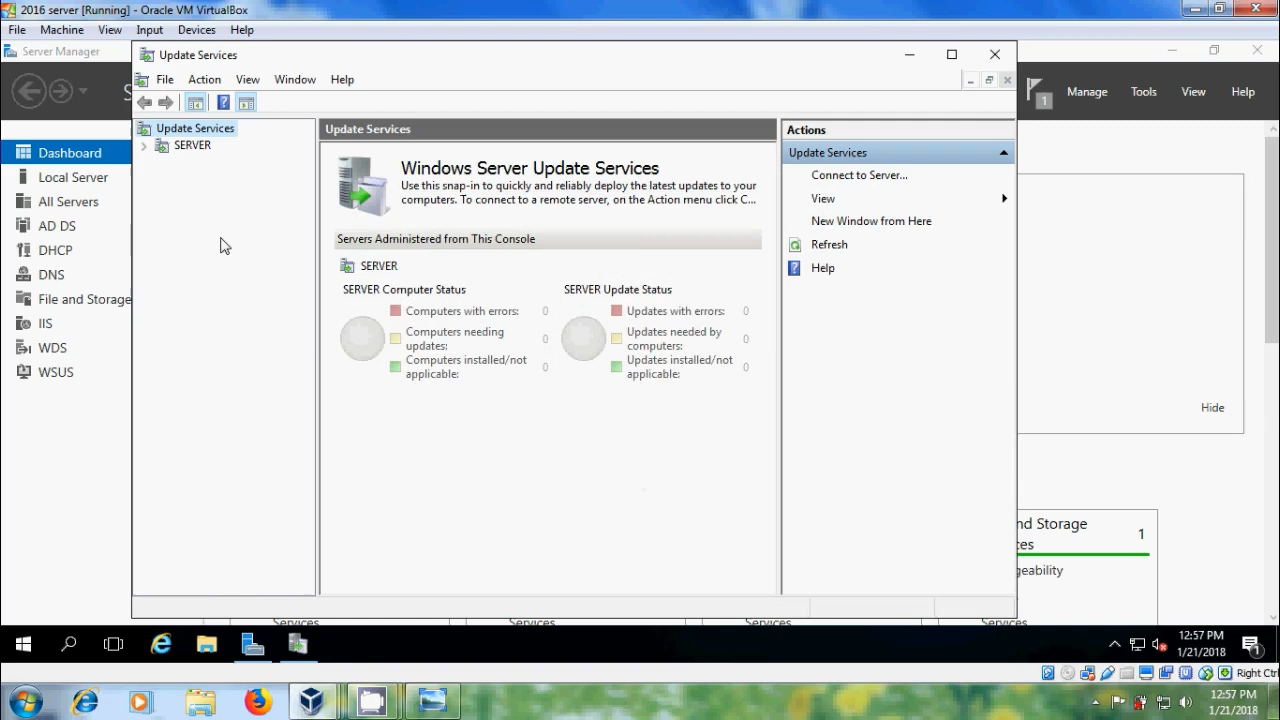 2016 server [Running] - Oracle VM VirtualBox
File Machine View Input Devices Help
Server Manager
Update Services
File Action View Window Help
1
Manage Tools View Help
Update Services
SERVER
Dashboard
Local Server
All Servers
AD DS
DHCP
DNS
File and Storage
IIS
WDS
WSUS
Update Services
Windows Server Update Services
Use this snap-in to quickly and reliably deploy the latest updates to your
computers. To connect to a remote server, on the Action menu click C...
Servers Administered from This Console
SERVER
SERVER Computer Status
Computers with errors: 0
Computers needing
updates: 0
Computers installed/not
applicable: 0
SERVER Update Status
Updates with errors: 0
Updates needed by
computers: 0
Updates installed/not
applicable: 0
Actions
Update Services
Connect to Server...
View
New Window from Here
Refresh
Help
Hide
nd Storage
ces
1
geability
Services Services Services Services
12:57 PM
1/21/2018
1
Right Ctrl
12:57 PM
1/21/2018